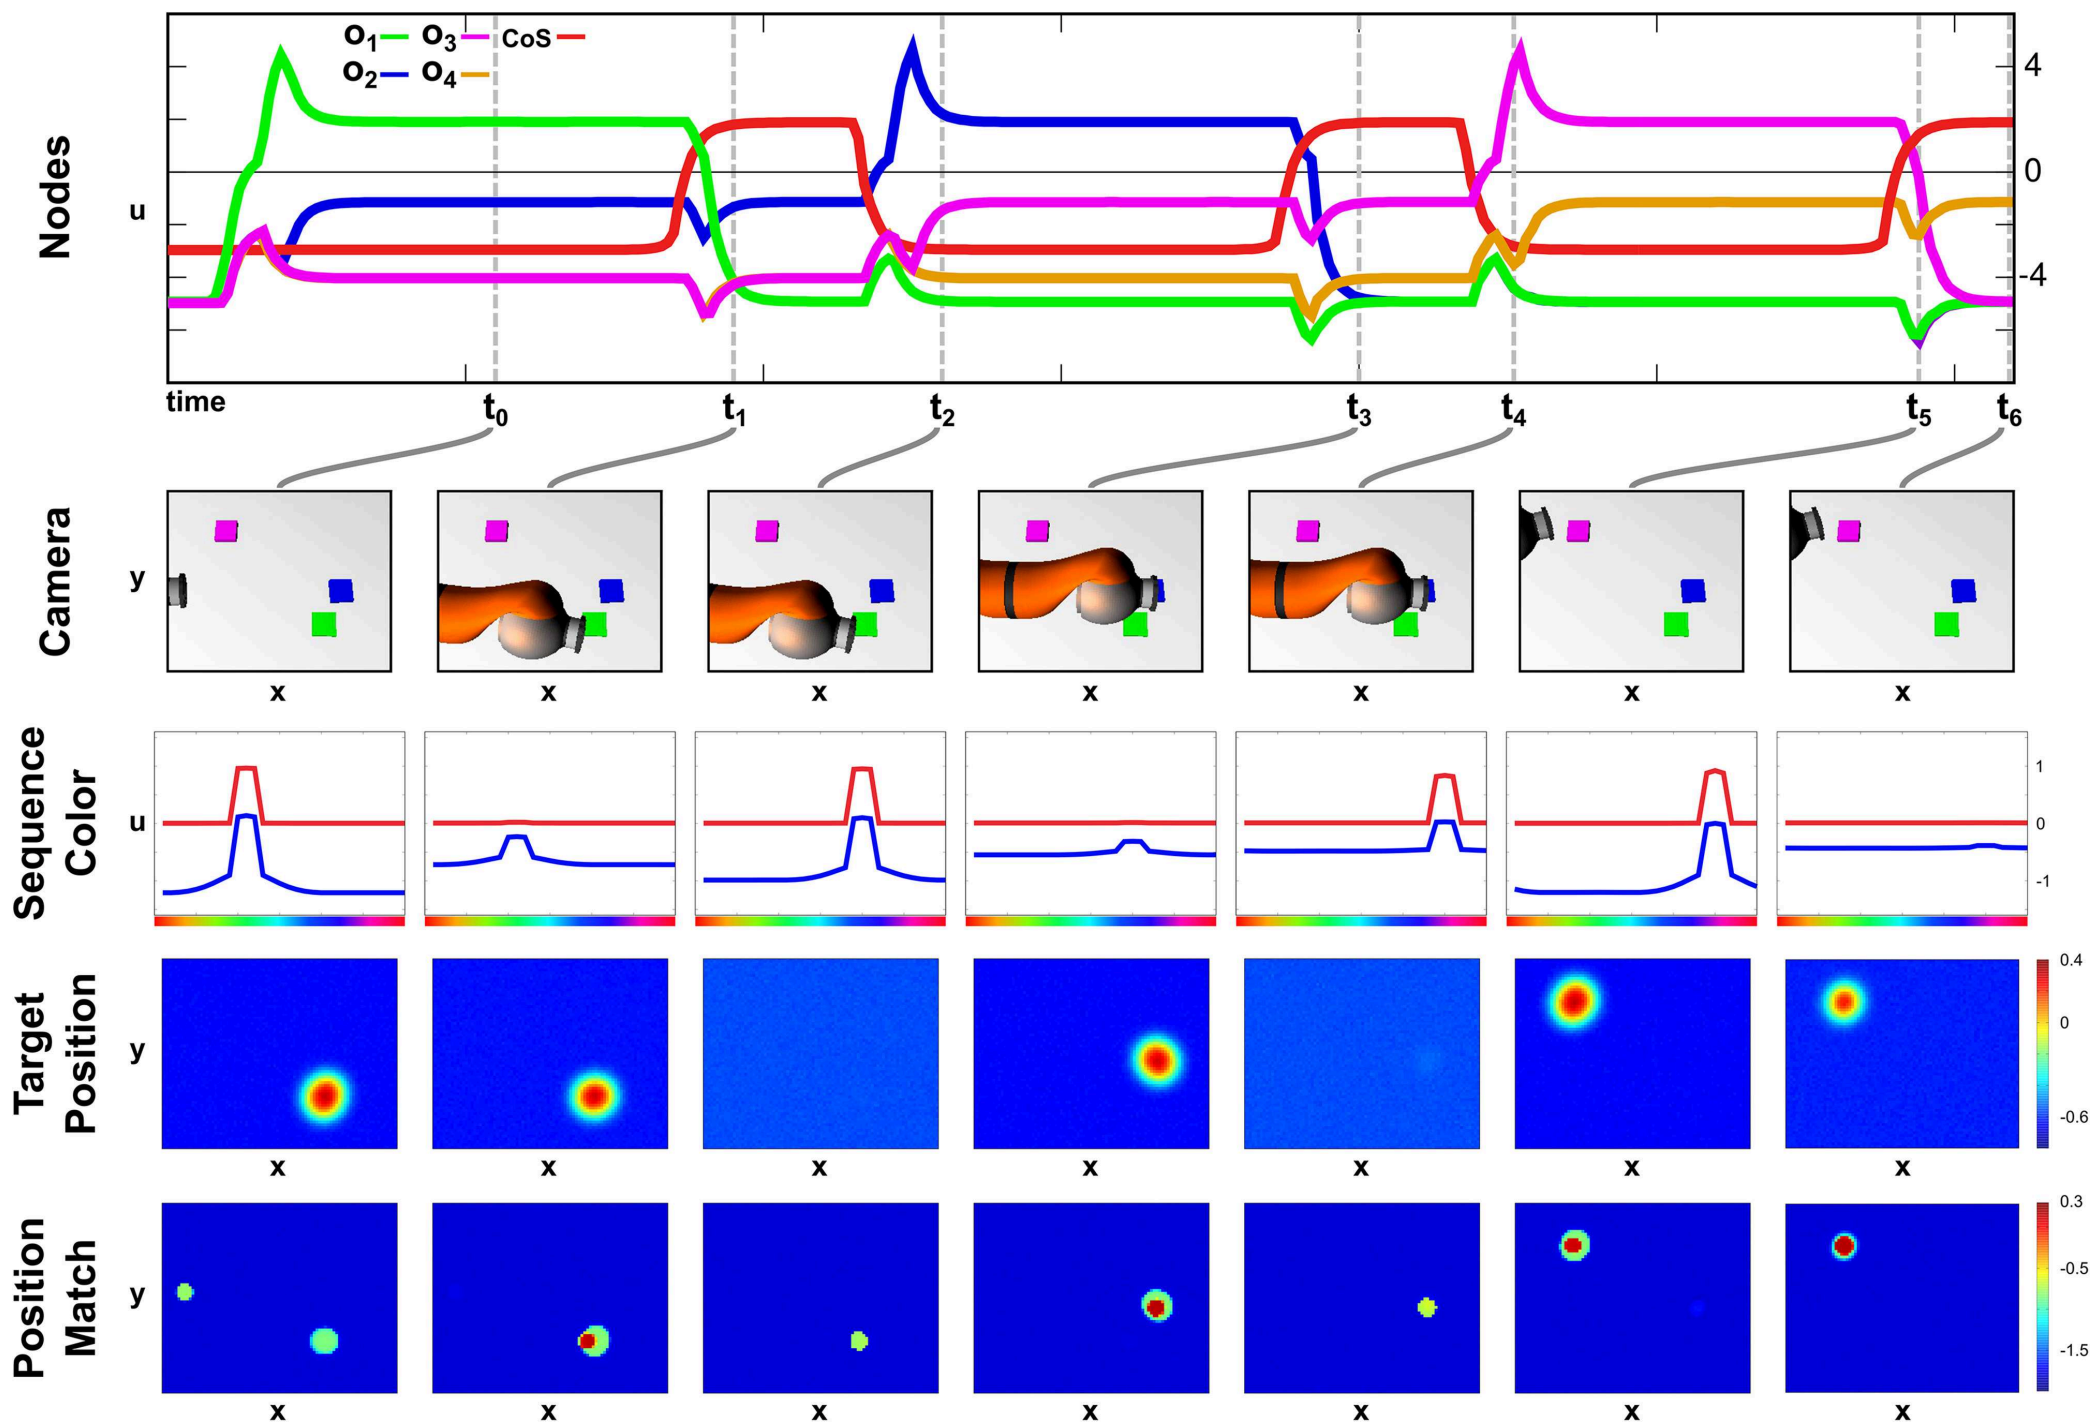 O1 O3 CoS
O2 O4
Nodes
u
4
0
-4
time t0 t1 t2 t3 t4 t5 t6
Camera
y
x x x x x x x
Sequence
Color
u
1
0
-1
Target
Position
y
0.4
0
-0.6
x x x x x x x
Position
Match
y
0.3
-0.5
-1.5
x x x x x x x